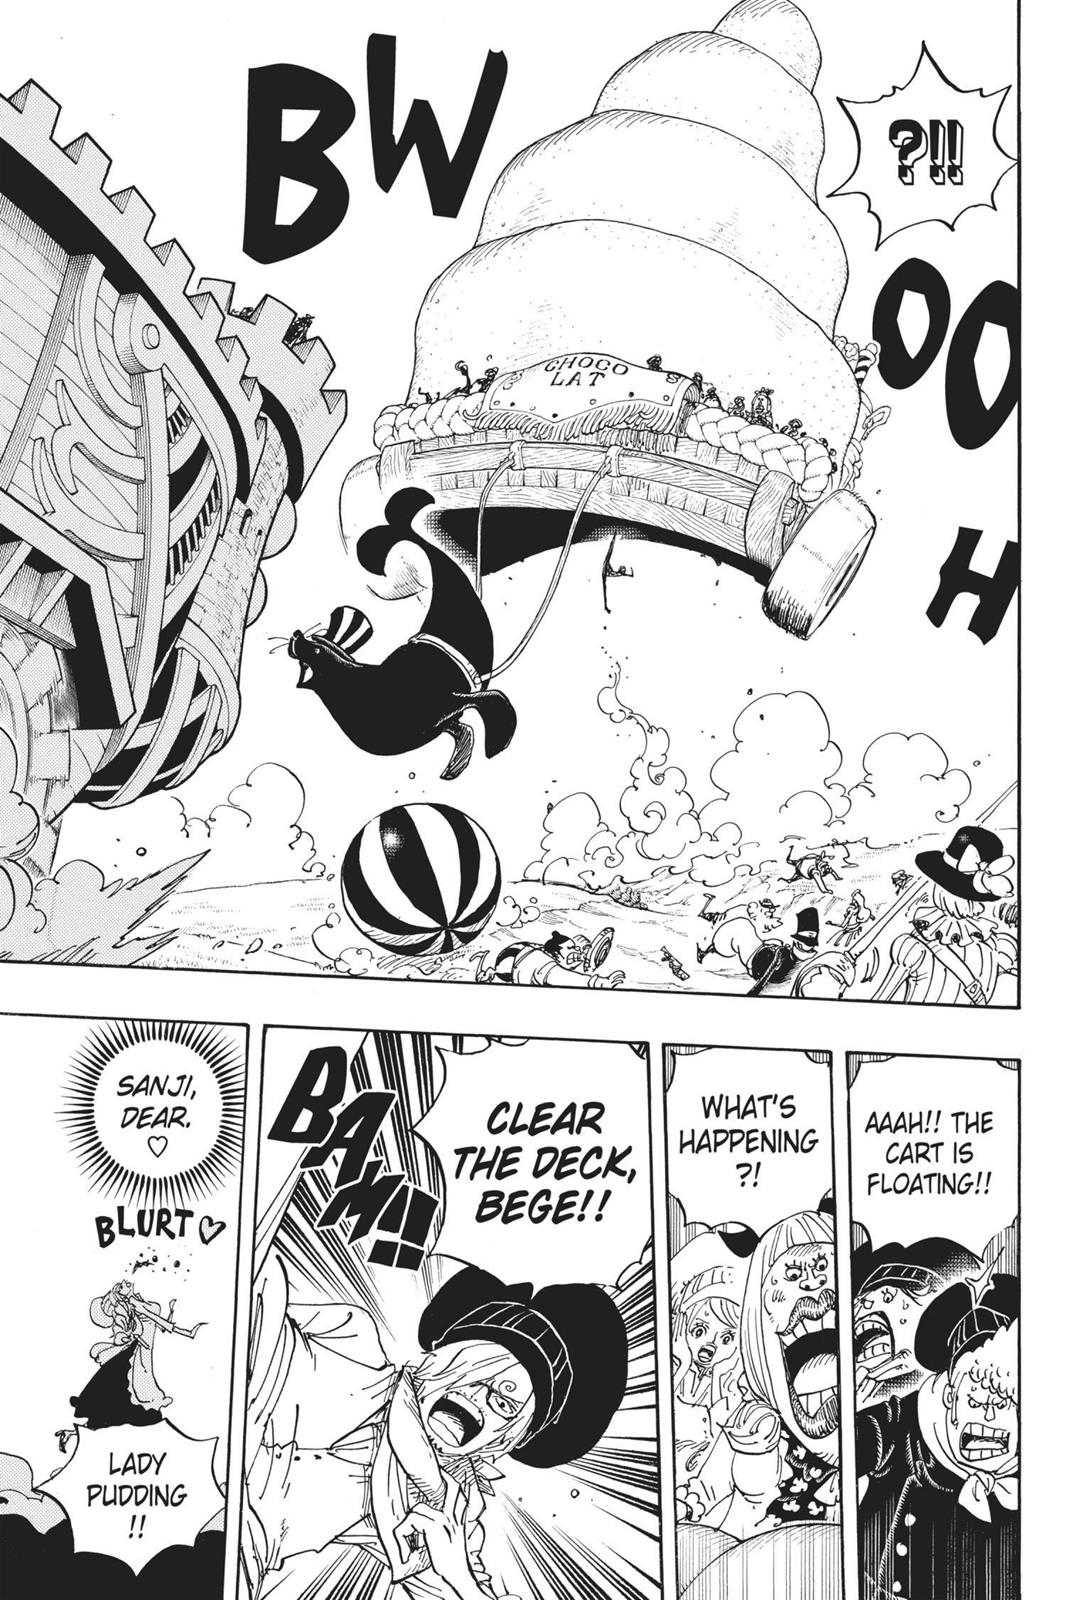 ?!!
BW
OO
H
CHOCO
LAT
AAAH!! THE
CART IS
FLOATING!!
WHAT'S
HAPPENING
?!
CLEAR
THE DECK,
BEGE!!
BAM!!
SANJI,
DEAR.
♡
BLURT♡
LADY
PUDDING
!!